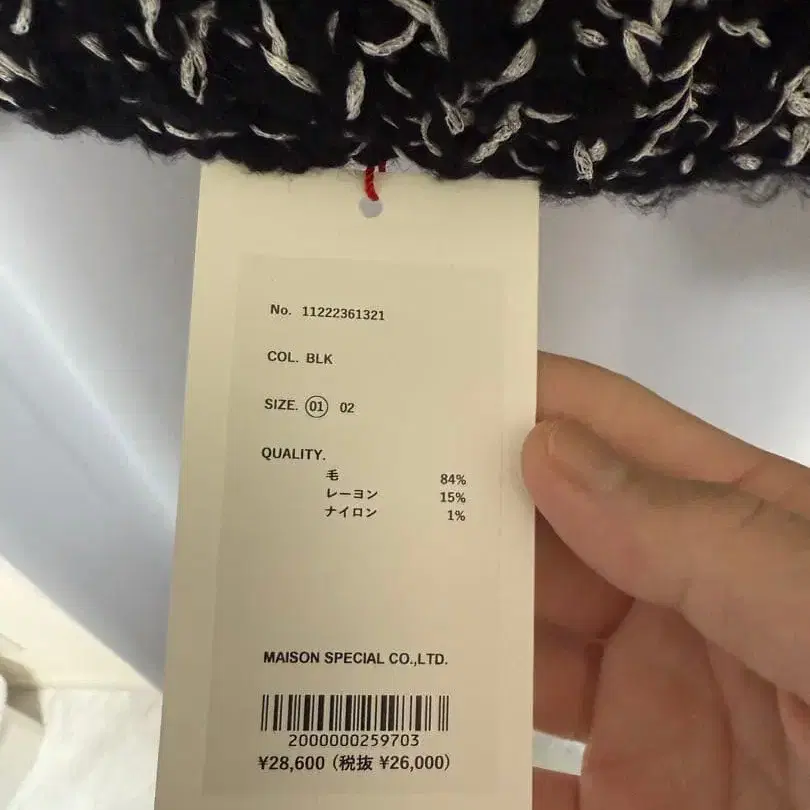 No. 11222361321
COL. BLK
SIZE. 01 02
QUALITY.
毛 84%
レーヨン 15%
ナイロン 1%
MAISON SPECIAL CO.,LTD.
2000000259703
¥28,600 (税抜 ¥26,000)